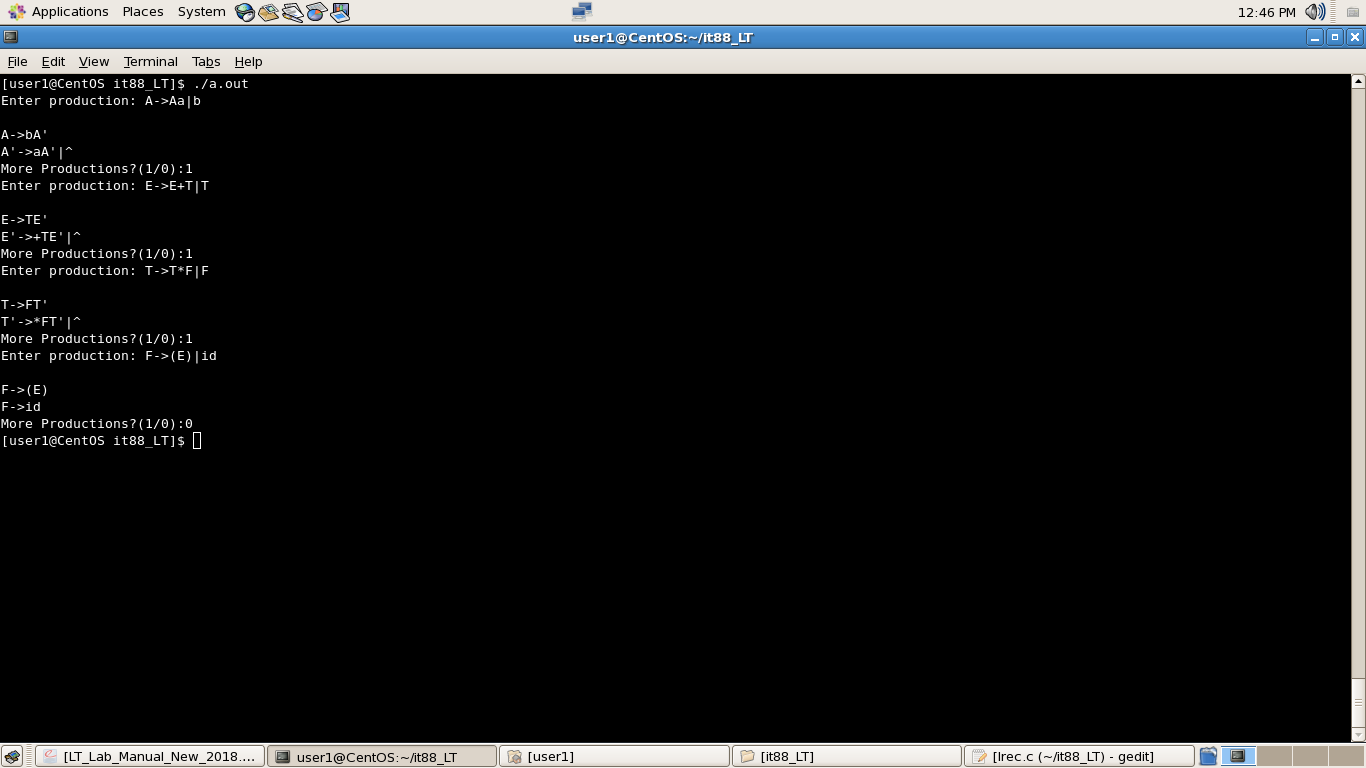 Applications Places System 12:46 PM
user1@CentOS:~/it88_LT
File Edit View Terminal Tabs Help
[user1@CentOS it88_LT]$ ./a.out
Enter production: A->Aa|b
A->bA'
A'->aA'|^
More Productions?(1/0):1
Enter production: E->E+T|T
E->TE'
E'->+TE'|^
More Productions?(1/0):1
Enter production: T->T*F|F
T->FT'
T'->*FT'|^
More Productions?(1/0):1
Enter production: F->(E)|id
F->(E)
F->id
More Productions?(1/0):0
[user1@CentOS it88_LT]$
[LT_Lab_Manual_New_2018.... user1@CentOS:~/it88_LT [user1] [it88_LT] [lrec.c (~/it88_LT) - gedit]